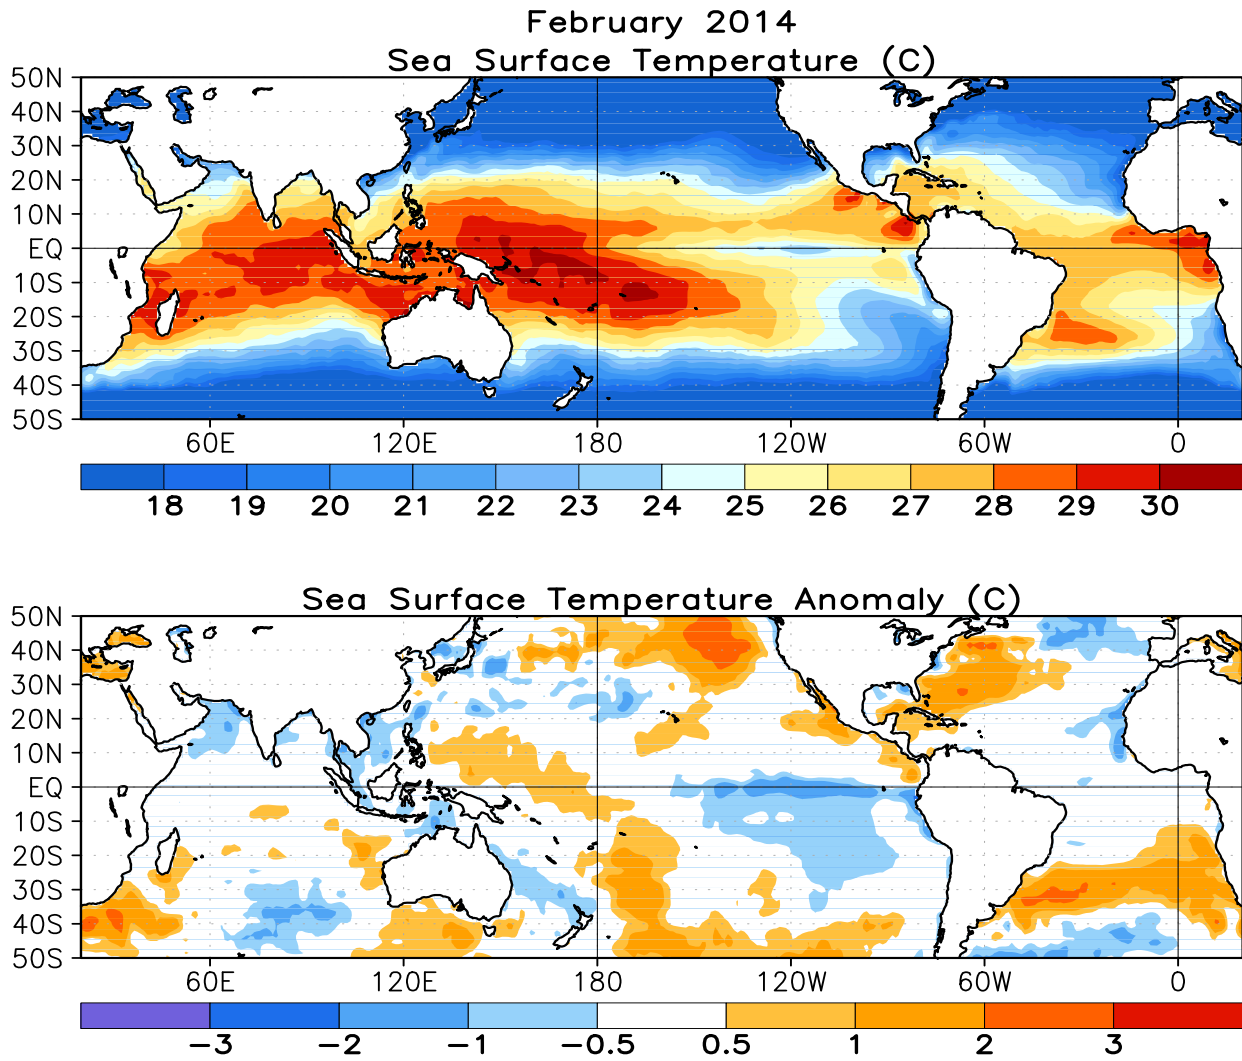 February 2014
Sea Surface Temperature (C)
50N
40N
30N
20N
10N
EQ
10S
20S
30S
40S
50S
60E 120E 180 120W 60W 0
18 19 20 21 22 23 24 25 26 27 28 29 30
Sea Surface Temperature Anomaly (C)
50N
40N
30N
20N
10N
EQ
10S
20S
30S
40S
50S
60E 120E 180 120W 60W 0
−3 −2 −1 −0.5 0.5 1 2 3